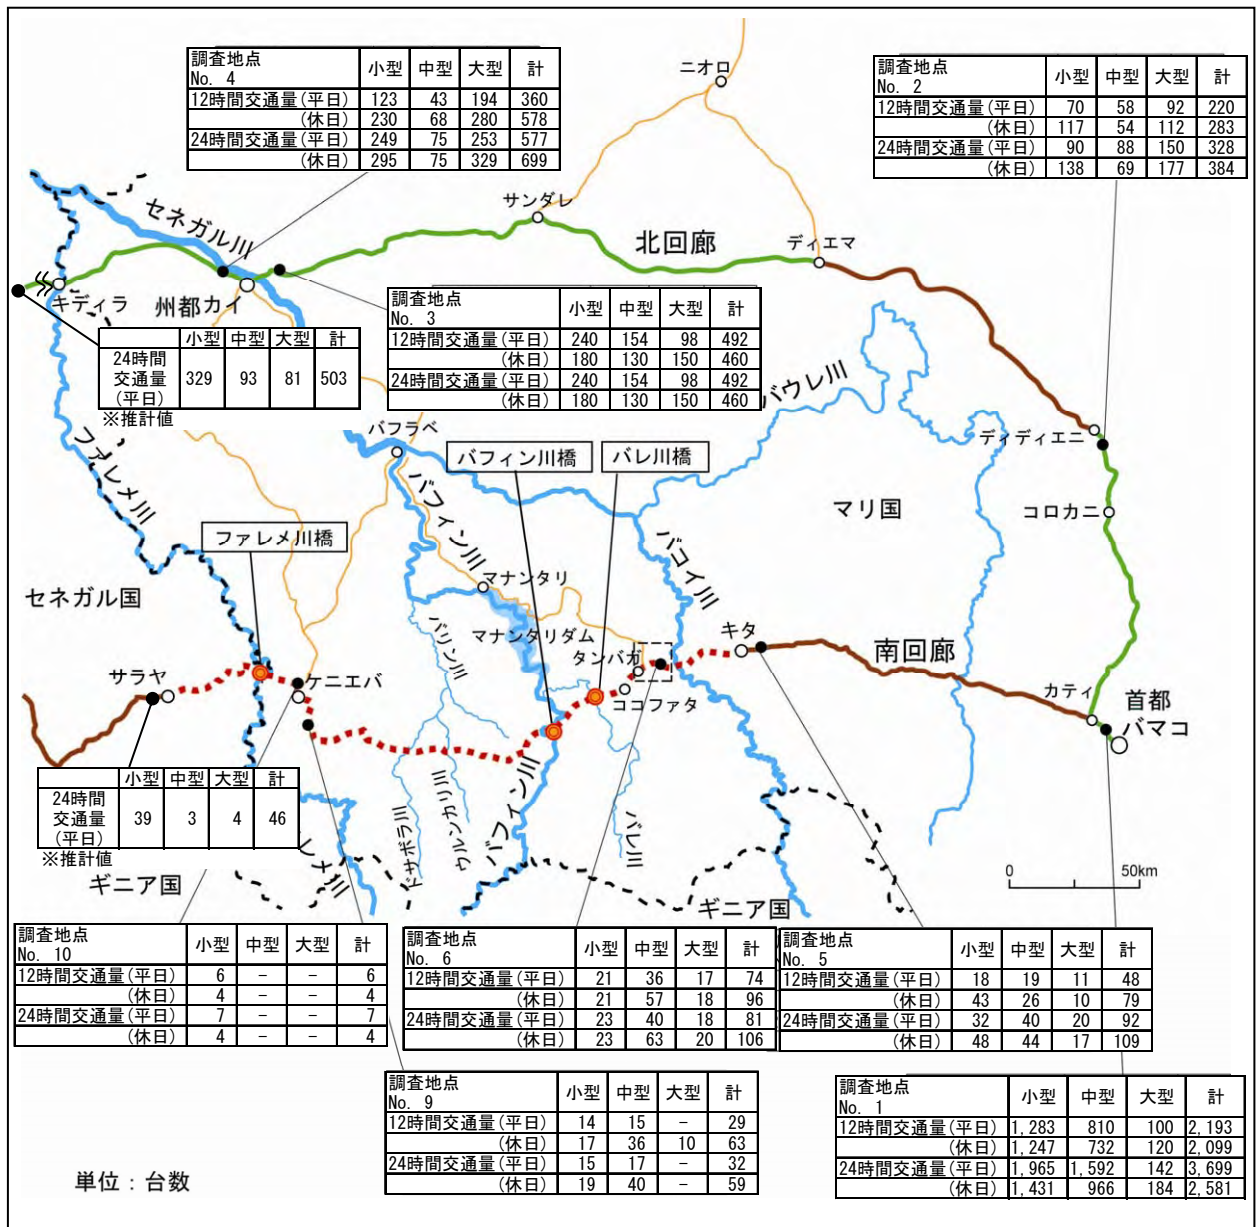 調査地点 No. 4 小型 中型 大型 計
12時間交通量(平日) 123 43 194 360
(休日) 230 68 280 578
24時間交通量(平日) 249 75 253 577
(休日) 295 75 329 699
調査地点 No. 2 小型 中型 大型 計
12時間交通量(平日) 70 58 92 220
(休日) 117 54 112 283
24時間交通量(平日) 90 88 150 328
(休日) 138 69 177 384
ニオロ
サンダレ
セネガル川
北回廊
ディエマ
キディラ
州都カイ
調査地点 No. 3 小型 中型 大型 計
12時間交通量(平日) 240 154 98 492
(休日) 180 130 150 460
24時間交通量(平日) 240 154 98 492
(休日) 180 130 150 460
小型 中型 大型 計
24時間
交通量 329 93 81 503
(平日)
※推計値
バウレ川
ファレメ川
バフラベ
バフィン川橋
バレ川橋
ディディエニ
バフィン川
マリ国
コロカニ
ファレメ川橋
バコイ川
セネガル国
マナンタリ
バリン川
マナンタリダム
タンバガ
キタ
南回廊
サラヤ
ケニエバ
ココファタ
カティ
首都
バマコ
小型 中型 大型 計
24時間
交通量 39 3 4 46
(平日)
※推計値
ドサボラ川
ウレンカリ川
バフィン川
バレ川
レメ川
0 50km
ギニア国
ギニア国
調査地点 No. 10 小型 中型 大型 計
12時間交通量(平日) 6 － － 6
(休日) 4 － － 4
24時間交通量(平日) 7 － － 7
(休日) 4 － － 4
調査地点 No. 6 小型 中型 大型 計
12時間交通量(平日) 21 36 17 74
(休日) 21 57 18 96
24時間交通量(平日) 23 40 18 81
(休日) 23 63 20 106
調査地点 No. 5 小型 中型 大型 計
12時間交通量(平日) 18 19 11 48
(休日) 43 26 10 79
24時間交通量(平日) 32 40 20 92
(休日) 48 44 17 109
調査地点 No. 9 小型 中型 大型 計
12時間交通量(平日) 14 15 － 29
(休日) 17 36 10 63
24時間交通量(平日) 15 17 － 32
(休日) 19 40 － 59
調査地点 No. 1 小型 中型 大型 計
12時間交通量(平日) 1,283 810 100 2,193
(休日) 1,247 732 120 2,099
24時間交通量(平日) 1,965 1,592 142 3,699
(休日) 1,431 966 184 2,581
単位：台数